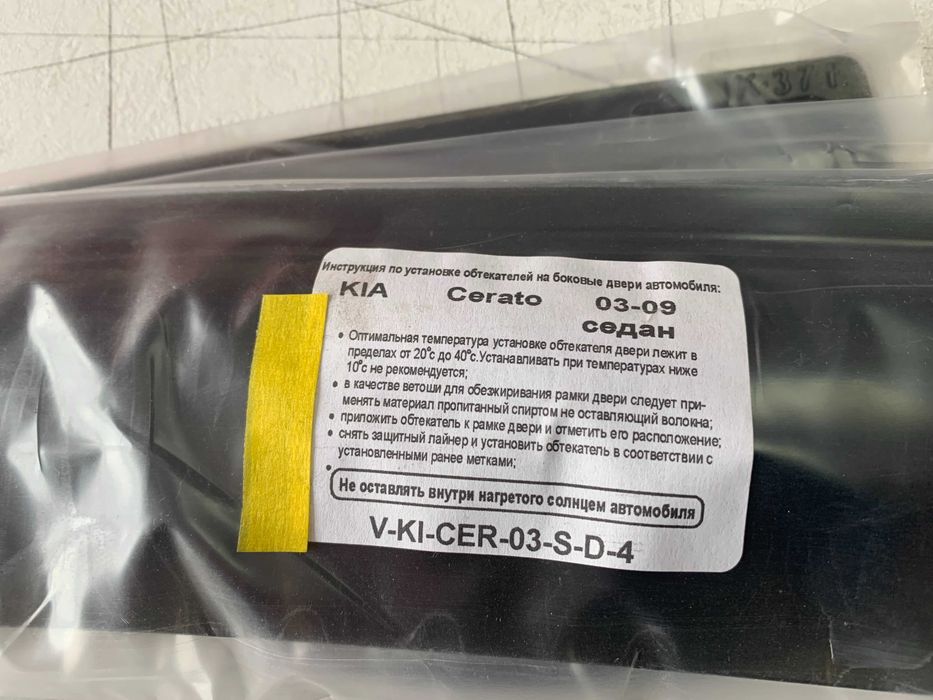 Инструкция по установке обтекателей на боковые двери автомобиля:
KIA Cerato 03-09
седан
• Оптимальная температура установке обтекателя двери лежит в
пределах от 20°с до 40°с.Устанавливать при температурах ниже
10°с не рекомендуется;
• в качестве ветоши для обезжиривания рамки двери следует при-
менять материал пропитанный спиртом не оставляющий волокна;
• приложить обтекатель к рамке двери и отметить его расположение;
• снять защитный лайнер и установить обтекатель в соответствии с
установленными ранее метками;
•
Не оставлять внутри нагретого солнцем автомобиля
V-KI-CER-03-S-D-4